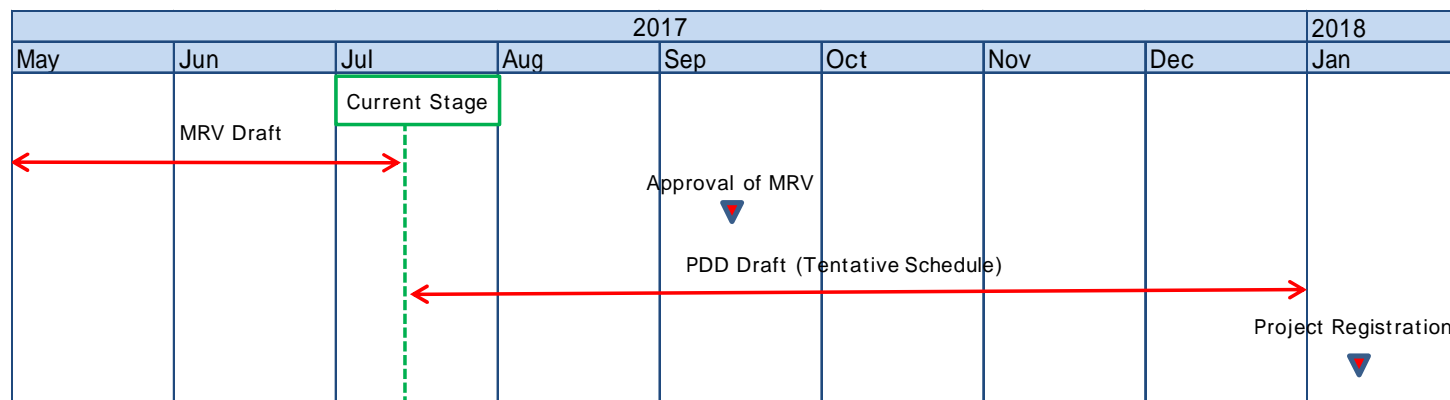 2017 2018
May Jun Jul Aug Sep Oct Nov Dec Jan
Current Stage
MRV Draft
Approval of MRV
PDD Draft (Tentative Schedule)
Project Registration